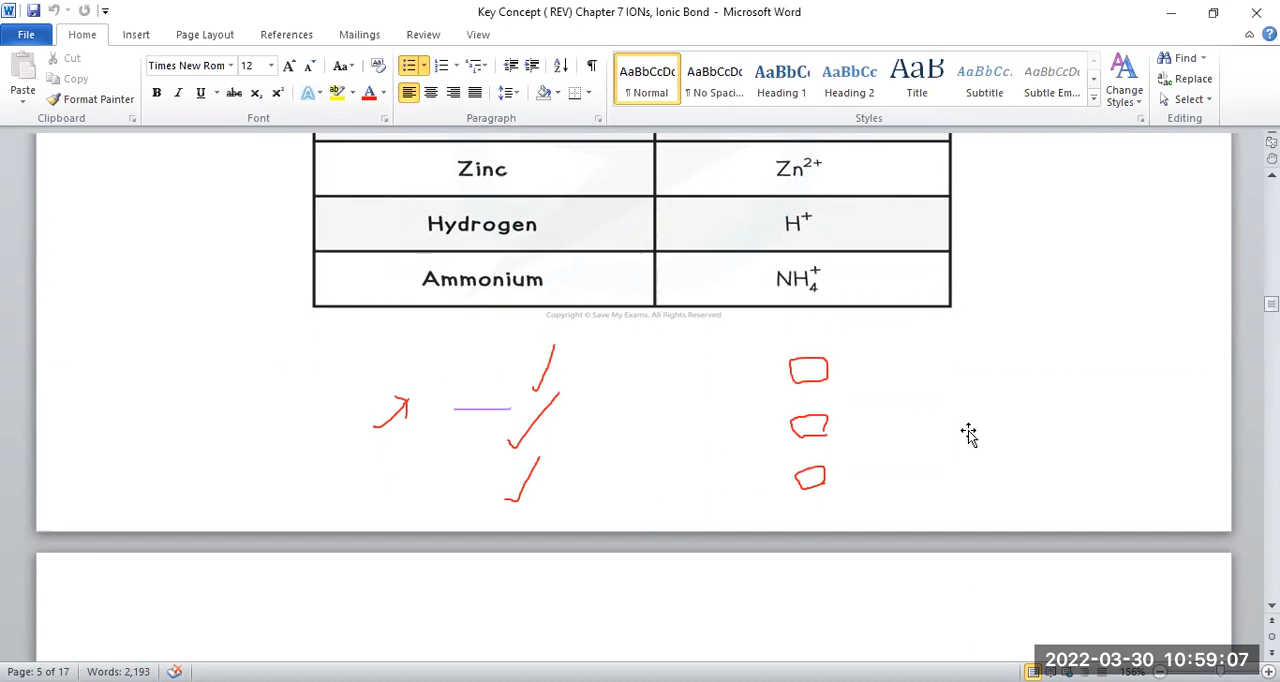 Key Concept ( REV) Chapter 7 IONs, Ionic Bond - Microsoft Word
File Home Insert Page Layout References Mailings Review View
Paste
Cut
Copy
Format Painter
Clipboard
Times New Rom 12
Font
Paragraph
AaBbCcDc AaBbCcDc AaBbC AaBbCc AaB AaBbCc. AaBbCcDc
¶ Normal ¶ No Spaci... Heading 1 Heading 2 Title Subtitle Subtle Em...
Change Styles
Styles
Find
Replace
Select
Editing
Zinc Zn²⁺
Hydrogen H⁺
Ammonium NH₄⁺
Copyright © Save My Exams. All Rights Reserved
Page: 5 of 17 Words: 2,193 156%
2022-03-30 10:59:07